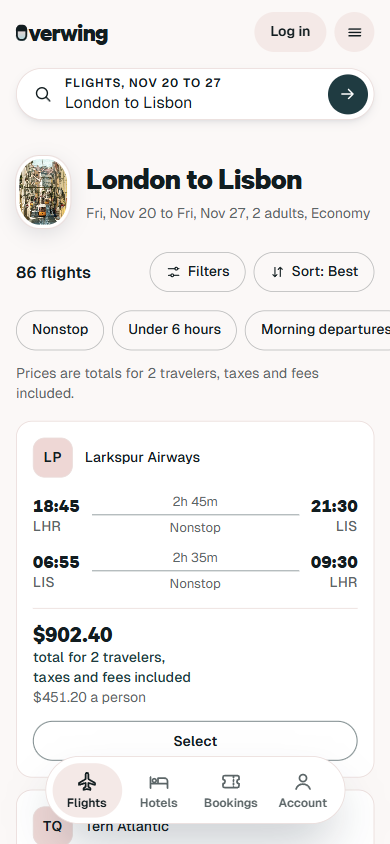 Overwing
Log in
FLIGHTS, NOV 20 TO 27
London to Lisbon
London to Lisbon
Fri, Nov 20 to Fri, Nov 27, 2 adults, Economy
86 flights
Filters
Sort: Best
Nonstop
Under 6 hours
Morning departures
Prices are totals for 2 travelers, taxes and fees
included.
LP
Larkspur Airways
18:45
2h 45m
21:30
LHR
Nonstop
LIS
06:55
2h 35m
09:30
LIS
Nonstop
LHR
$902.40
total for 2 travelers,
taxes and fees included
$451.20 a person
Select
Flights
Hotels
Bookings
Account
TQ
Tern Atlantic